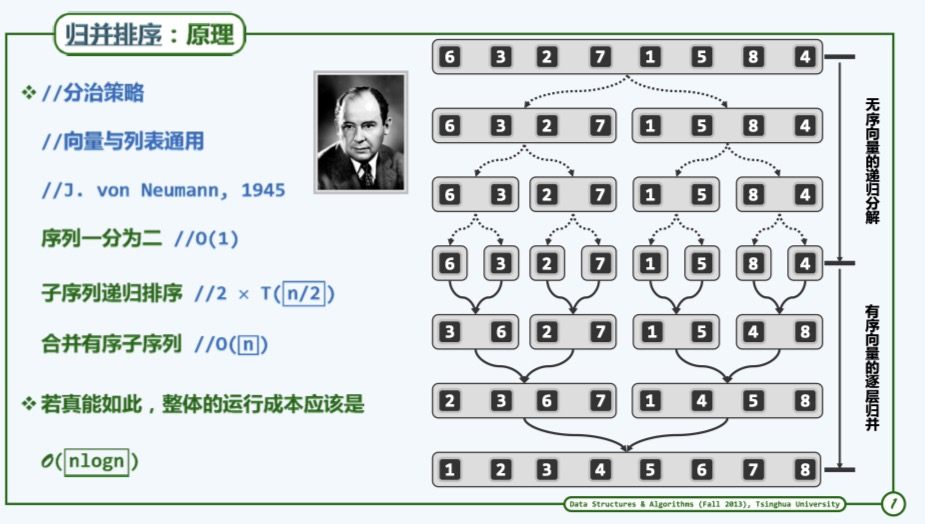 归并排序：原理
❖ //分治策略
//向量与列表通用
//J. von Neumann, 1945
序列一分为二 //O(1)
子序列递归排序 //2 × T(n/2)
合并有序子序列 //O(n)
❖ 若真能如此，整体的运行成本应该是
O(nlogn)
6 3 2 7 1 5 8 4
6 3 2 7 1 5 8 4
6 3 2 7 1 5 8 4
6 3 2 7 1 5 8 4
3 6 2 7 1 5 4 8
2 3 6 7 1 4 5 8
1 2 3 4 5 6 7 8
无序向量的递归分解
有序向量的逐层归并
Data Structures & Algorithms (Fall 2013), Tsinghua University
1